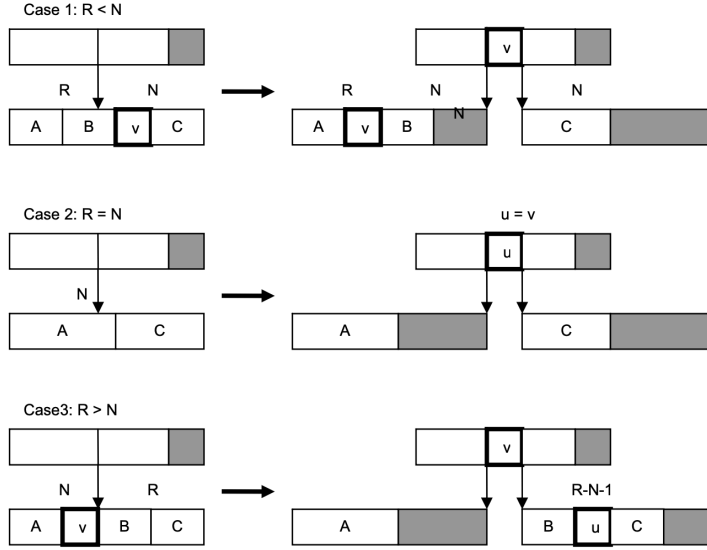 Case 1: R < N
v
R N R N N
N
A B v C A v B C
Case 2: R = N u = v
u
N
A C A C
Case3: R > N
v
N R R-N-1
A v B C A B u C